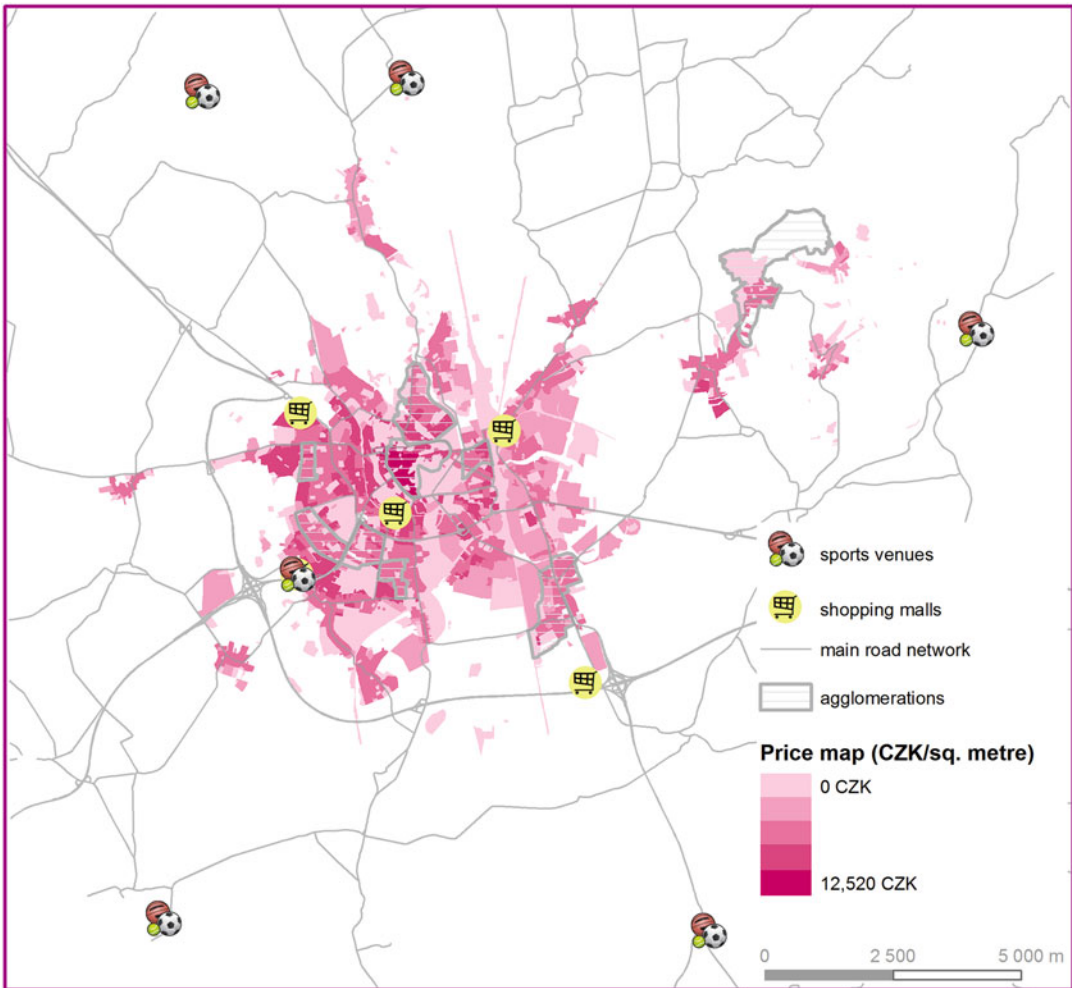 sports venues
shopping malls
main road network
agglomerations
Price map (CZK/sq. metre)
0 CZK
12,520 CZK
0 2 500 5 000 m